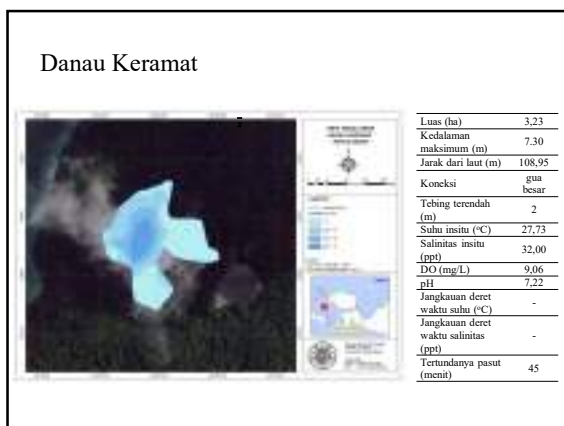 Danau Keramat
Luas (ha) 3,23
Kedalaman
maksimum (m) 7.30
Jarak dari laut (m) 108,95
Koneksi gua
besar
Tebing terendah
(m) 2
Suhu insitu (°C) 27,73
Salinitas insitu
(ppt) 32,00
DO (mg/L) 9,06
pH 7,22
Jangkauan deret
waktu suhu (°C) -
Jangkauan deret
waktu salinitas
(ppt) -
Tertundanya pasut
(menit) 45